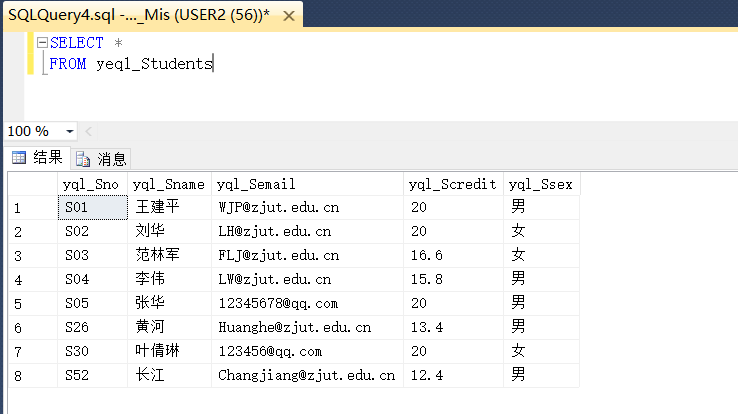 SQLQuery4.sql -..._Mis (USER2 (56))*
SELECT *
FROM yeql_Students
100 %
结果 消息
yql_Sno yql_Sname yql_Semail yql_Scredit yql_Ssex
1 S01 王建平 WJP@zjut.edu.cn 20 男
2 S02 刘华 LH@zjut.edu.cn 20 女
3 S03 范林军 FLJ@zjut.edu.cn 16.6 女
4 S04 李伟 LW@zjut.edu.cn 15.8 男
5 S05 张华 12345678@qq.com 20 男
6 S26 黄河 Huanghe@zjut.edu.cn 13.4 男
7 S30 叶倩琳 123456@qq.com 20 女
8 S52 长江 Changjiang@zjut.edu.cn 12.4 男